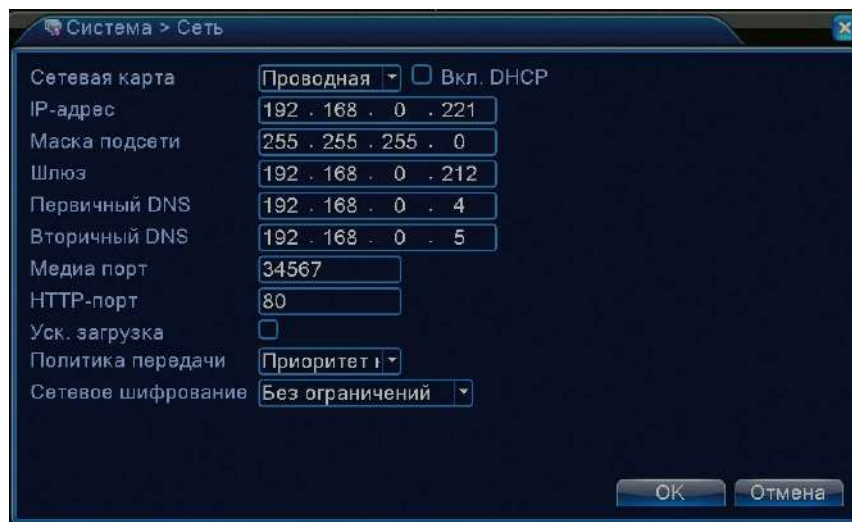 Система > Сеть
Сетевая карта Проводная Вкл. DHCP
IP-адрес 192 . 168 . 0 . 221
Маска подсети 255 . 255 . 255 . 0
Шлюз 192 . 168 . 0 . 212
Первичный DNS 192 . 168 . 0 . 4
Вторичный DNS 192 . 168 . 0 . 5
Медиа порт 34567
HTTP-порт 80
Уск. загрузка
Политика передачи Приоритет
Сетевое шифрование Без ограничений
OK Отмена